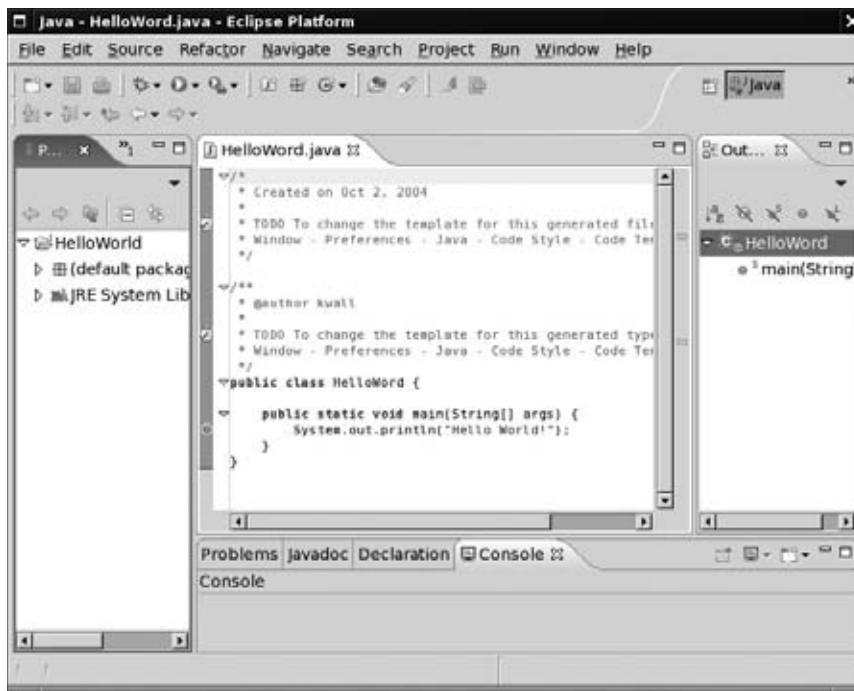 Java - HelloWord.java - Eclipse Platform
File Edit Source Refactor Navigate Search Project Run Window Help
Java
P...
HelloWord.java
Out...
/*
* Created on Oct 2, 2004
*
* TODO To change the template for this generated file
* Window - Preferences - Java - Code Style - Code Te
*/
/**
* @author kwall
*
* TODO To change the template for this generated type
* Window - Preferences - Java - Code Style - Code Te
*/
public class HelloWord {
public static void main(String[] args) {
System.out.println("Hello World!");
}
}
HelloWorld
(default packag
JRE System Lib
HelloWord
main(String
Problems Javadoc Declaration Console
Console